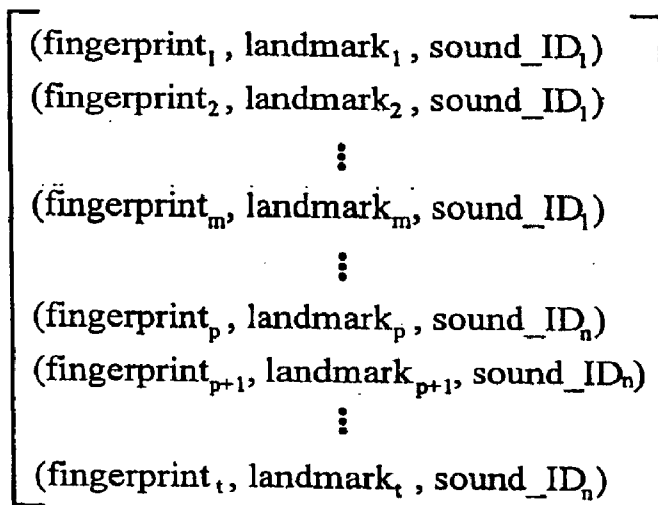 (fingerprint₁, landmark₁, sound_ID₁)
(fingerprint₂, landmark₂, sound_ID₁)
⋮
(fingerprintₘ, landmarkₘ, sound_ID₁)
⋮
(fingerprintₚ, landmarkₚ, sound_IDₙ)
(fingerprintₚ₊₁, landmarkₚ₊₁, sound_IDₙ)
⋮
(fingerprintₜ, landmarkₜ, sound_IDₙ)